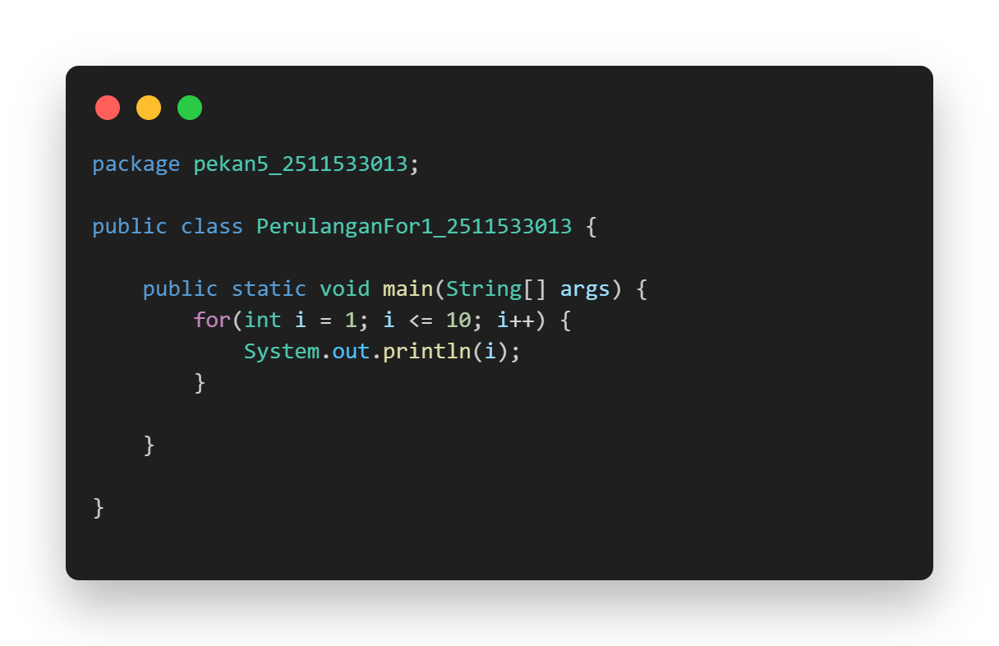 package pekan5_2511533013;
public class PerulanganFor1_2511533013 {
public static void main(String[] args) {
for(int i = 1; i <= 10; i++) {
System.out.println(i);
}
}
}